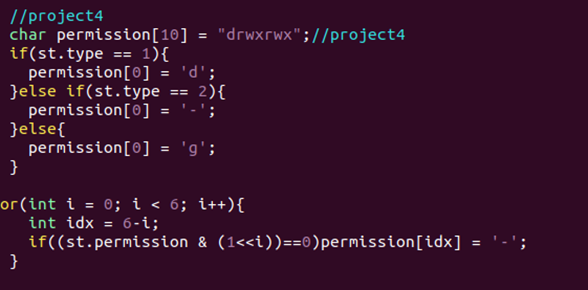 //project4
char permission[10] = "drwxrwx";//project4
if(st.type == 1){
permission[0] = 'd';
}else if(st.type == 2){
permission[0] = '-';
}else{
permission[0] = 'g';
}
or(int i = 0; i < 6; i++){
int idx = 6-i;
if((st.permission & (1<<i))==0)permission[idx] = '-';
}